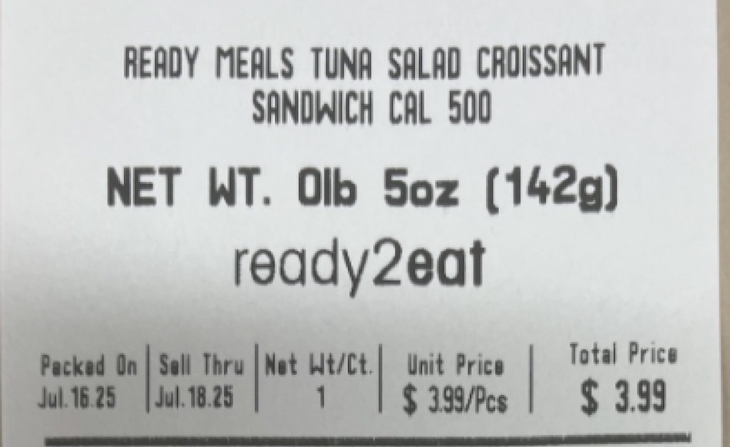 READY MEALS TUNA SALAD CROISSANT
SANDWICH CAL 500
NET WT. 0lb 5oz (142g)
ready2eat
Packed On Sell Thru Net Wt/Ct. Unit Price Total Price
Jul.16.25 Jul.18.25 1 $ 3.99/Pcs $ 3.99